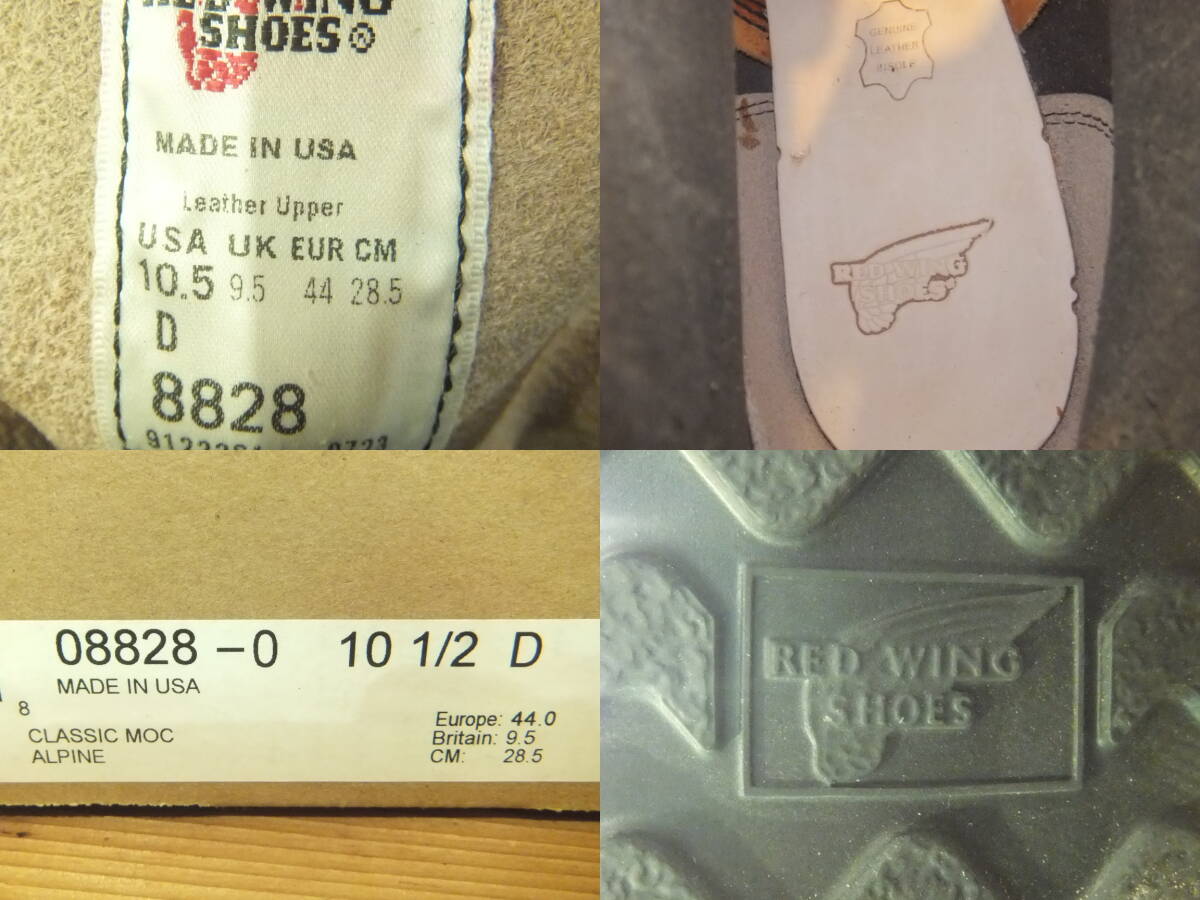 RED WING
SHOES®
MADE IN USA
Leather Upper
USA UK EUR CM
10.5 9.5 44 28.5
D
8828
GENUINE
LEATHER
INSOLE
RED WING
SHOES
08828 -0 10 1/2 D
MADE IN USA
8
CLASSIC MOC
ALPINE
Europe: 44.0
Britain: 9.5
CM: 28.5
RED WING
SHOES